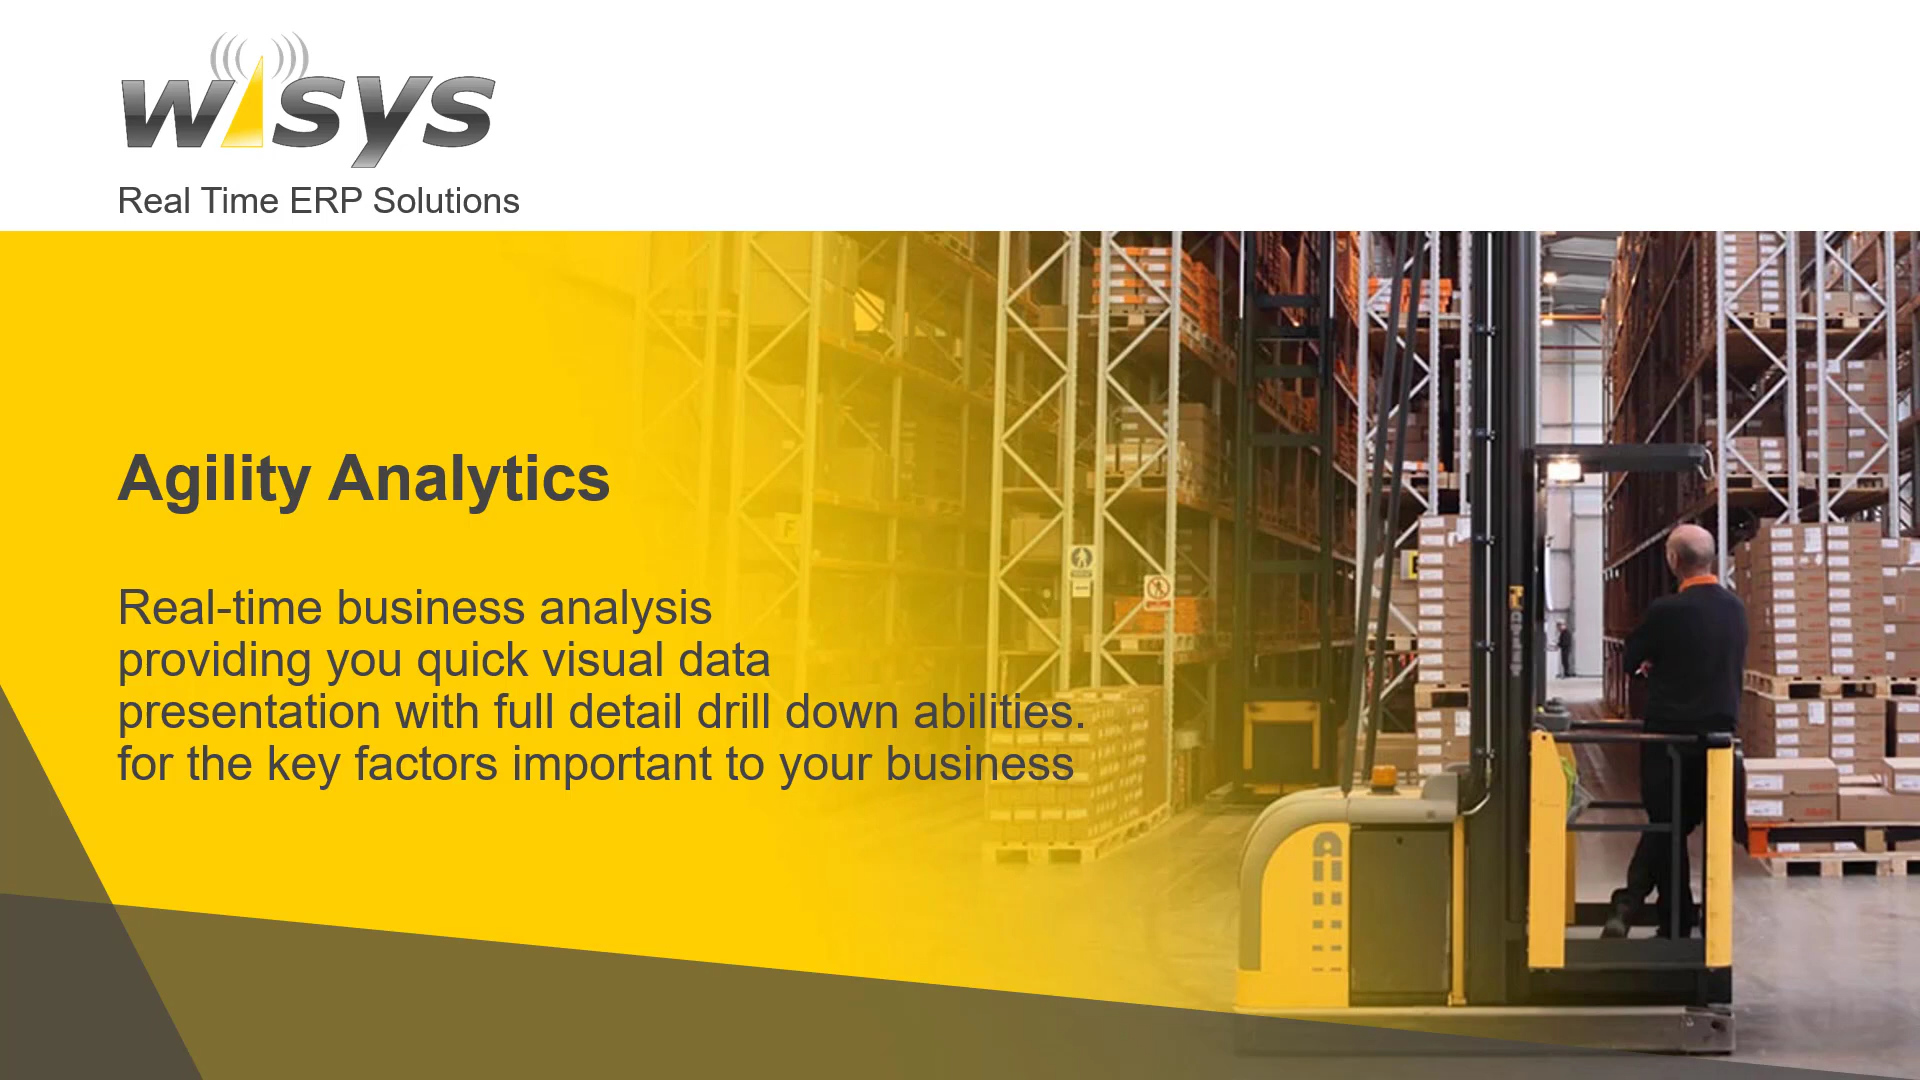 wisys
Real Time ERP Solutions
Agility Analytics
Real-time business analysis
providing you quick visual data
presentation with full detail drill down abilities.
for the key factors important to your business
F